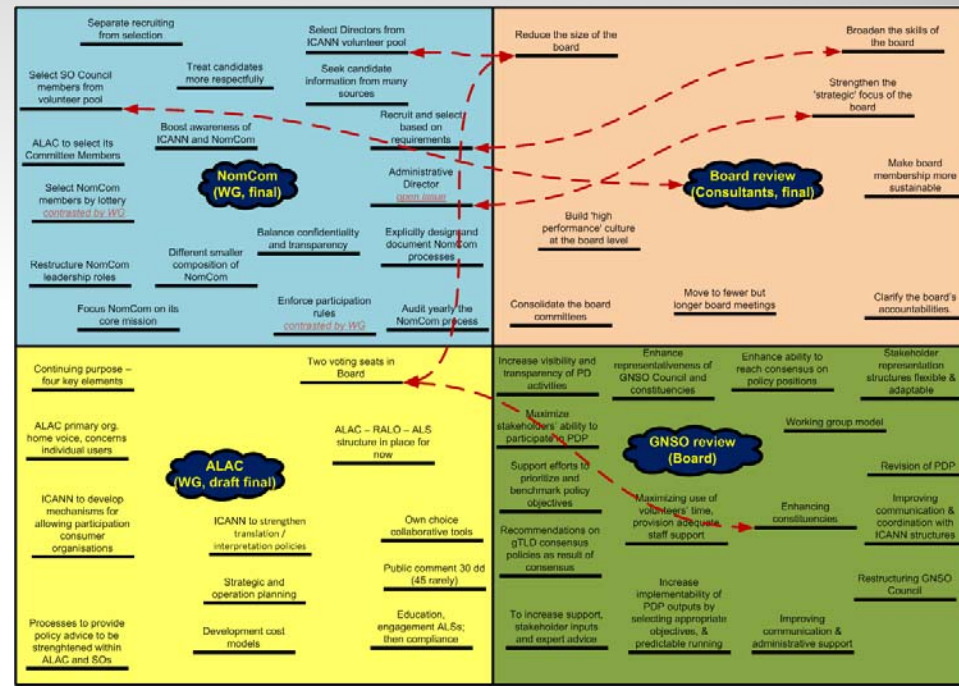 Separate recruiting
from selection
Select Directors from
ICANN volunteer pool
Select SO Council
members from
volunteer pool
Treat candidates
more respectfully
Seek candidate
information from many
sources
ALAC to select its
Committee Members
Boost awareness of
ICANN and NomCom
Recruit and select
based on
requirements
NomCom
(WG, final)
Administrative
Director
open issue
Select NomCom
members by lottery
contrasted by WG
Balance confidentiality
and transparency
Explicilly design and
document NomCom
processes
Restructure NomCom
leadership roles
Different smaller
composition of
NomCom
Focus NomCom on its
core mission
Enforce participation
rules
contrasted by WG
Audit yearly the
NomCom process
Reduce the size of the
board
Broaden the skills of
the board
Strengthen the
'strategic' focus of the
board
Board review
(Consultants, final)
Make board
membership more
sustainable
Build 'high
performance' culture
at the board level
Consolidate the board
committees
Move to fewer but
longer board meetings
Clarify the board's
accountabilities.
Continuing purpose –
four key elements
Two voting seats in
Board
ALAC primary org.
home voice, concerns
individual users
ALAC – RALO – ALS
structure in place for
now
ALAC
(WG, draft final)
ICANN to develop
mechanisms for
allowing participation
consumer
organisations
ICANN to strengthen
translation /
interpretation policies
Own choice
collaborative tools
Strategic and
operation planning
Public comment 30 dd
(45 rarely)
Processes to provide
policy advice to be
strenghtened within
ALAC and SOs
Development cost
models
Education,
engagement ALSs;
then compliance
Increase visibility and
transparency of PD
activities
Enhance
representativeness of
GNSO Council and
constituencies
Enhance ability to
reach consensus on
policy positions
Stakeholder
representation
structures flexible &
adaptable
Maximize
stakeholders' ability to
participate in PDP
Working group model
GNSO review
(Board)
Support efforts to
prioritize and
benchmark policy
objectives
Maximizing use of
volunteers' time,
provision adequate
staff support
Revision of PDP
Enhancing
constituencies
Improving
communication &
coordination with
ICANN structures
Recommendations on
gTLD consensus
policies as result of
consensus
Restructuring GNSO
Council
To increase support,
stakeholder inputs
and expert advice
Increase
implementability of
PDP outputs by
selecting appropriate
objectives, &
predictable running
Improving
communication &
administrative support